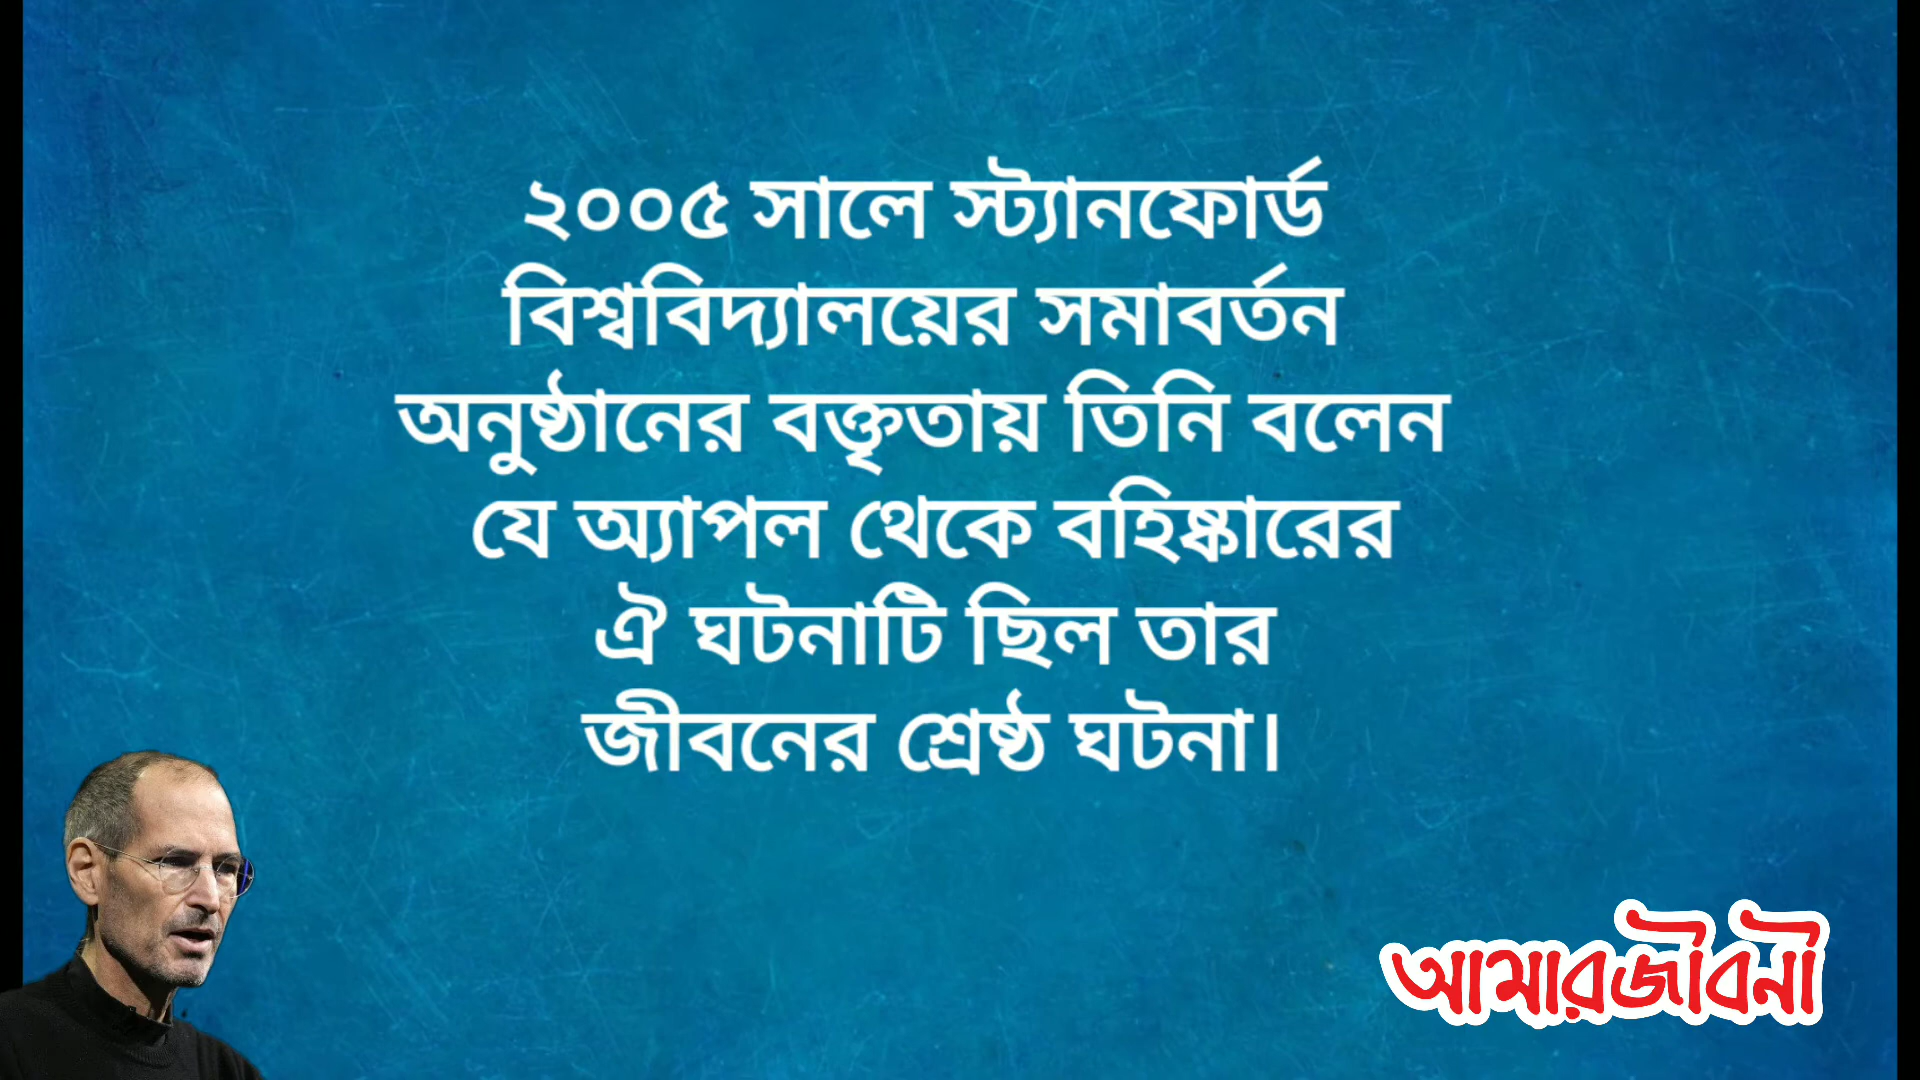 ২০০৫ সালে স্ট্যানফোর্ড
বিশ্ববিদ্যালয়ের সমাবর্তন
অনুষ্ঠানের বক্তৃতায় তিনি বলেন
যে অ্যাপল থেকে বহিষ্কারের
ঐ ঘটনাটি ছিল তার
জীবনের শ্রেষ্ঠ ঘটনা।
আমারজীবনী